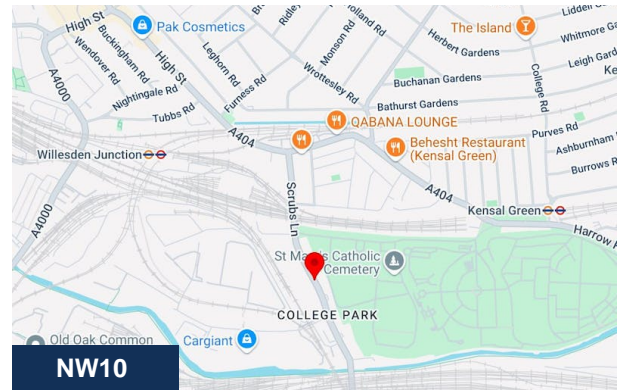 High St
Pak Cosmetics
Wendover Rd
Buckingham Rd
High St
A4000
Nightingale Rd
Tubbs Rd
Leghorn Rd
Furness Rd
Ridley
Holland Rd
Monson Rd
Wrottesley Rd
The Island
Herbert Gardens
Liddell
Whitmore G
Leigh Gard
Ke
College Rd
Buchanan Gardens
Bathurst Gardens
QABANA LOUNGE
A404
Behesht Restaurant
(Kensal Green)
Purves Rd
Ashburnham
Burrows R
Willesden Junction
A404
Kensal Green
Harrow
A4000
Scrubs Ln
St Mary's Catholic
Cemetery
COLLEGE PARK
Old Oak Common
Cargiant
NW10